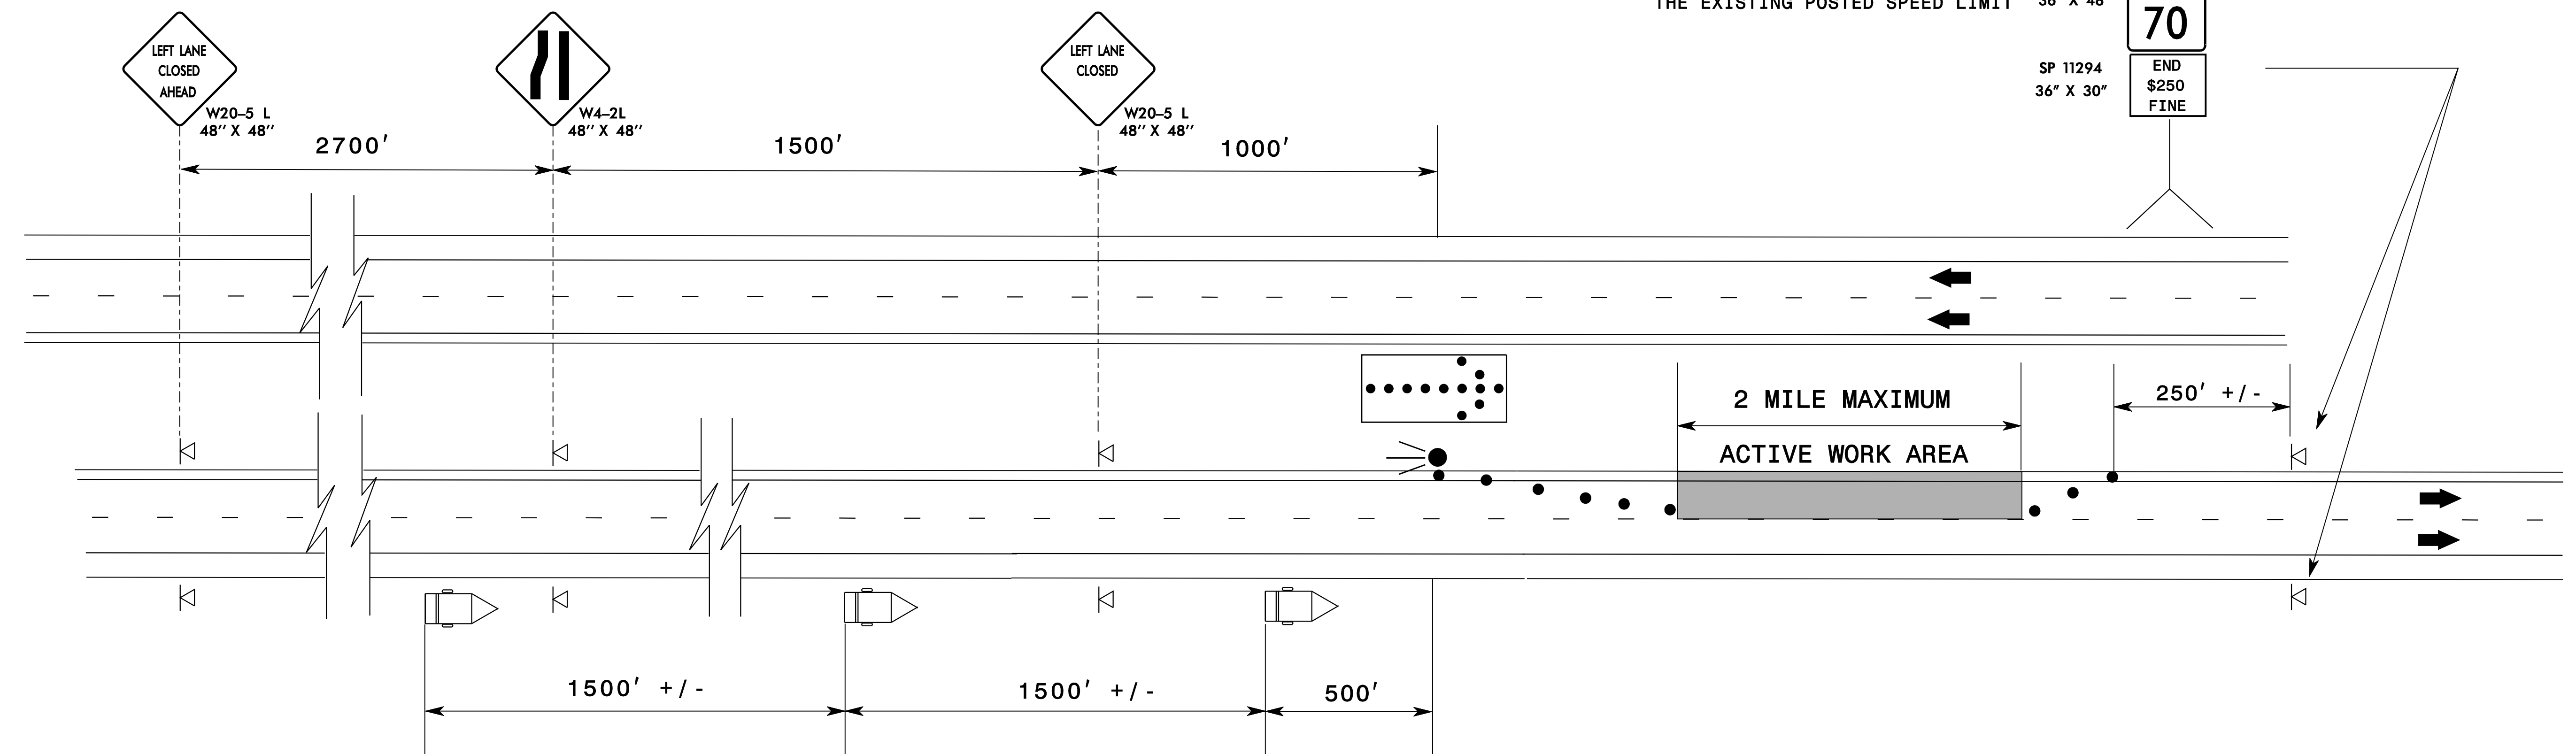 THE EXISTING POSTED SPEED LIMIT 36" X 48"
70
SP 11294
36" X 30"
END
$250
FINE
LEFT LANE
CLOSED
AHEAD
W20-5 L
48" X 48"
W4-2L
48" X 48"
LEFT LANE
CLOSED
W20-5 L
48" X 48"
2700'
1500'
1000'
2 MILE MAXIMUM
ACTIVE WORK AREA
250' +/-
1500' +/-
1500' +/-
500'